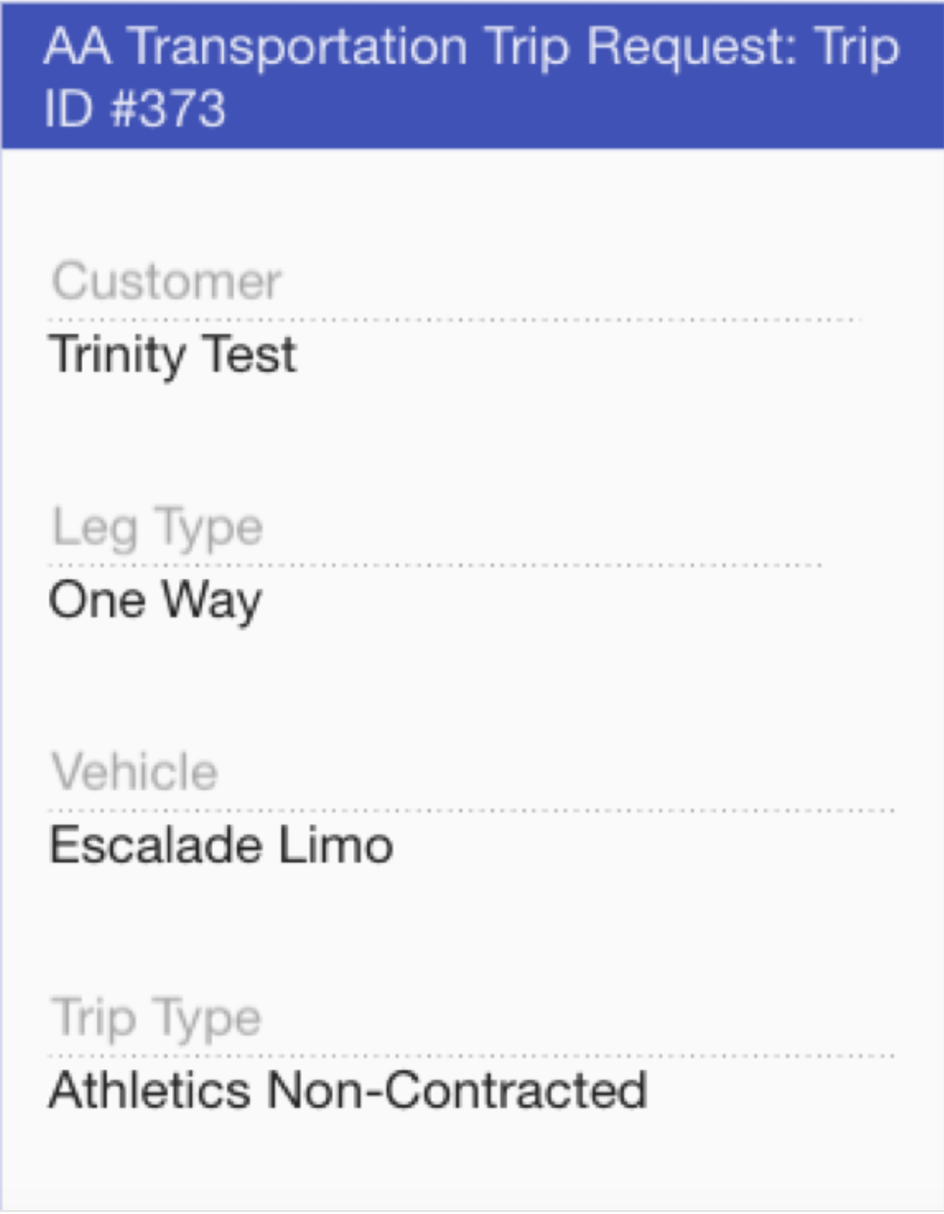 AA Transportation Trip Request: Trip
ID #373
Customer
Trinity Test
Leg Type
One Way
Vehicle
Escalade Limo
Trip Type
Athletics Non-Contracted